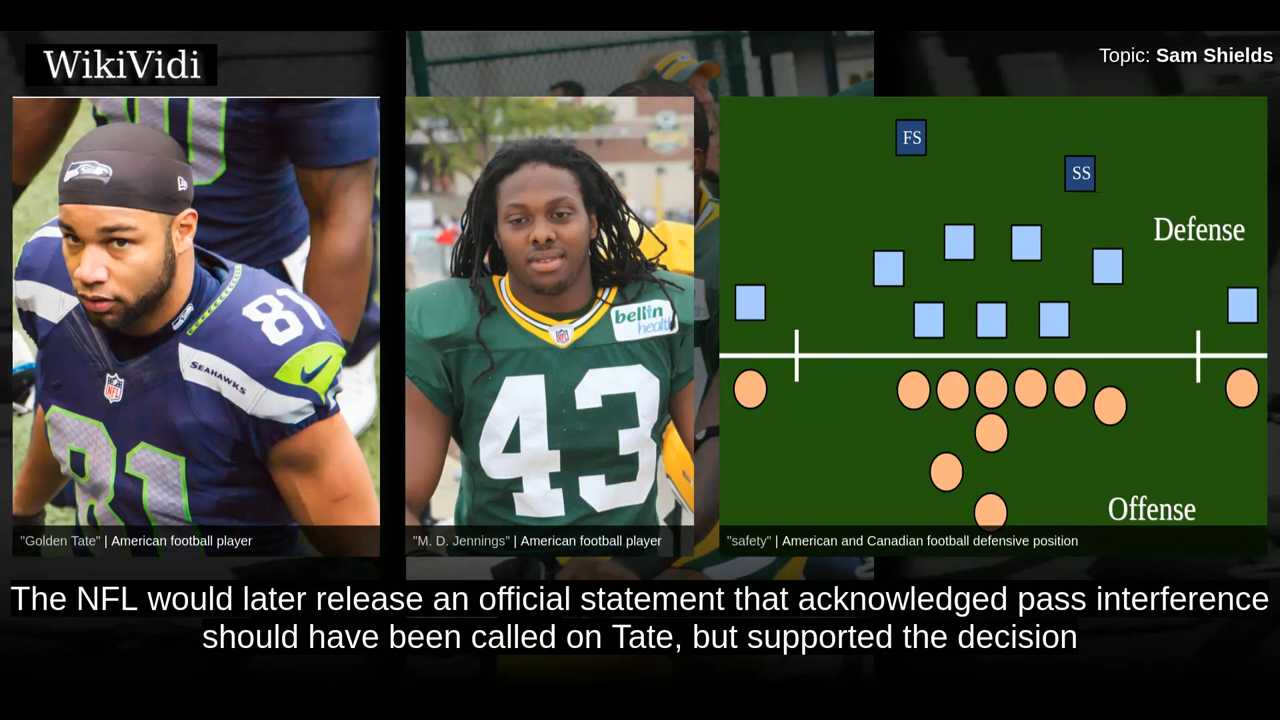 WikiVidi
Topic: Sam Shields
FS
SS
Defense
81
SEAHAWKS
NFL
81
bellin
health
NFL
43
Offense
"Golden Tate" | American football player
"M. D. Jennings" | American football player
"safety" | American and Canadian football defensive position
The NFL would later release an official statement that acknowledged pass interference
should have been called on Tate, but supported the decision